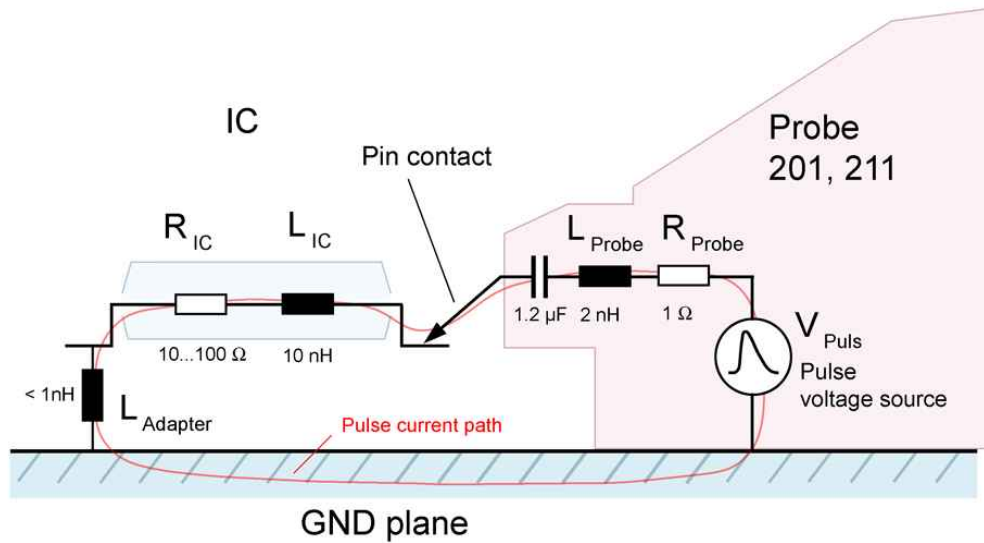 IC
Probe
201, 211
Pin contact
R IC
L IC
L Probe
R Probe
1.2 µF
2 nH
1 Ω
10...100 Ω
10 nH
V Puls
Pulse
voltage source
< 1nH
L Adapter
Pulse current path
GND plane